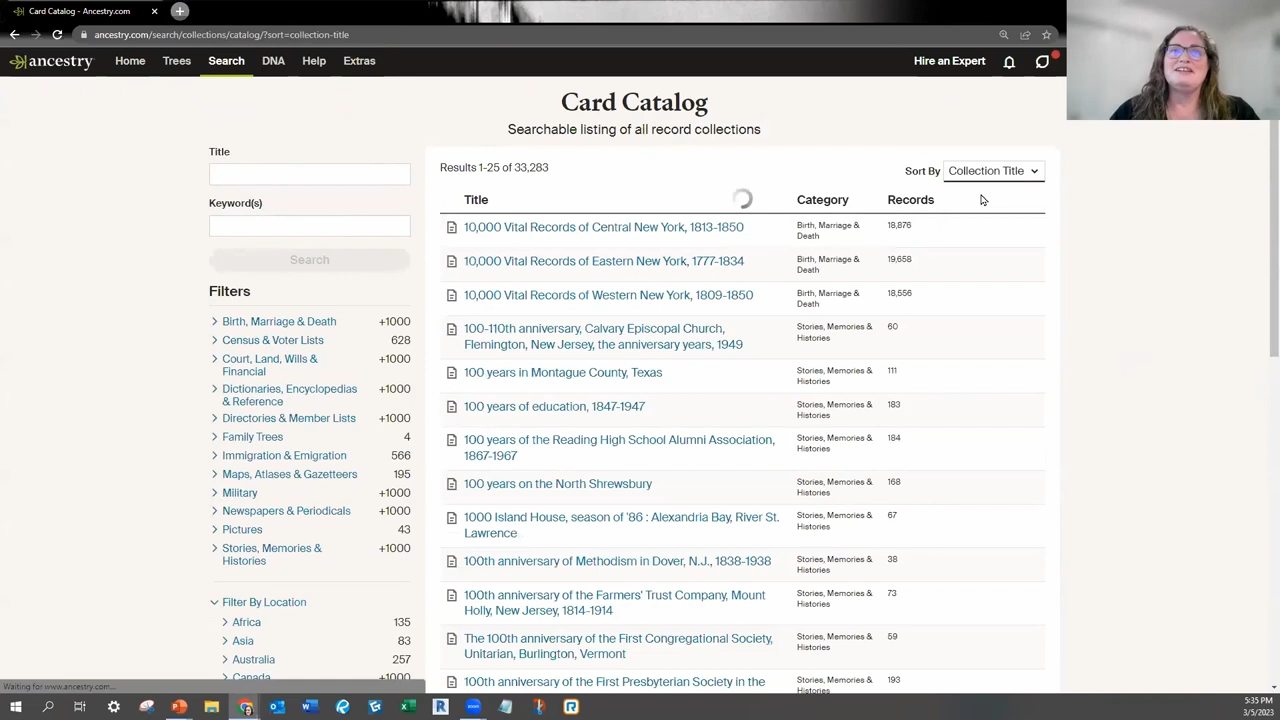 Card Catalog - Ancestry.com
ancestry.com/search/collections/catalog/?sort=collection-title
ancestry
Home
Trees
Search
DNA
Help
Extras
Hire an Expert
Card Catalog
Searchable listing of all record collections
Title
Keyword(s)
Search
Filters
Birth, Marriage & Death +1000
Census & Voter Lists 628
Court, Land, Wills & +1000
Financial
Dictionaries, Encyclopedias +1000
& Reference
Directories & Member Lists +1000
Family Trees 4
Immigration & Emigration 566
Maps, Atlases & Gazetteers 195
Military +1000
Newspapers & Periodicals +1000
Pictures 43
Stories, Memories & +1000
Histories
Filter By Location
Africa 135
Asia 83
Australia 257
Canada +1000
Results 1-25 of 33,283
Sort By Collection Title
Title Category Records
10,000 Vital Records of Central New York, 1813-1850 Birth, Marriage & 18,876
Death
10,000 Vital Records of Eastern New York, 1777-1834 Birth, Marriage & 19,658
Death
10,000 Vital Records of Western New York, 1809-1850 Birth, Marriage & 18,556
Death
100-110th anniversary, Calvary Episcopal Church, Stories, Memories & 60
Flemington, New Jersey, the anniversary years, 1949 Histories
100 years in Montague County, Texas Stories, Memories & 111
Histories
100 years of education, 1847-1947 Stories, Memories & 183
Histories
100 years of the Reading High School Alumni Association, Stories, Memories & 184
1867-1967 Histories
100 years on the North Shrewsbury Stories, Memories & 168
Histories
1000 Island House, season of '86 : Alexandria Bay, River St. Stories, Memories & 67
Lawrence Histories
100th anniversary of Methodism in Dover, N.J., 1838-1938 Stories, Memories & 38
Histories
100th anniversary of the Farmers' Trust Company, Mount Stories, Memories & 73
Holly, New Jersey, 1814-1914 Histories
The 100th anniversary of the First Congregational Society, Stories, Memories & 59
Unitarian, Burlington, Vermont Histories
100th anniversary of the First Presbyterian Society in the Stories, Memories & 193
Histories
Waiting for www.ancestry.com...
5:35 PM
3/5/2023